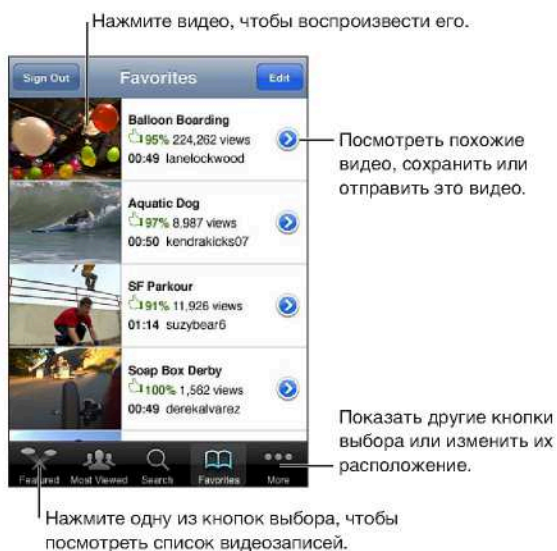 Нажмите видео, чтобы воспроизвести его.
Sign Out
Favorites
Edit
Balloon Boarding
95% 224,262 views
00:49 lanelockwood
Посмотреть похожие
видео, сохранить или
отправить это видео.
Aquatic Dog
97% 8,987 views
00:50 kendrakicks07
SF Parkour
91% 11,926 views
01:14 suzybear6
Soap Box Derby
100% 1,562 views
00:49 derekalvarez
Показать другие кнопки
выбора или изменить их
расположение.
Featured
Most Viewed
Search
Favorites
More
Нажмите одну из кнопок выбора, чтобы
посмотреть список видеозаписей.